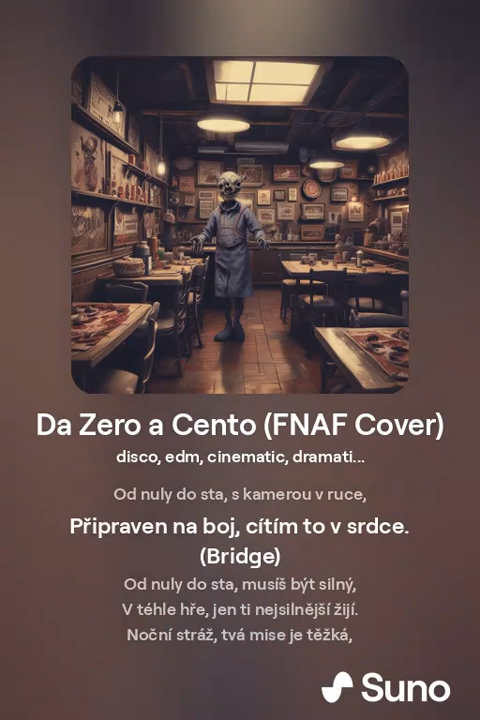 Da Zero a Cento (FNAF Cover)
disco, edm, cinematic, dramati...
Od nuly do sta, s kamerou v ruce,
Připraven na boj, cítím to v srdce.
(Bridge)
Od nuly do sta, musíš být silný,
V téhle hře, jen ti nejsilnější žijí.
Noční stráž, tvá mise je těžká,
Suno